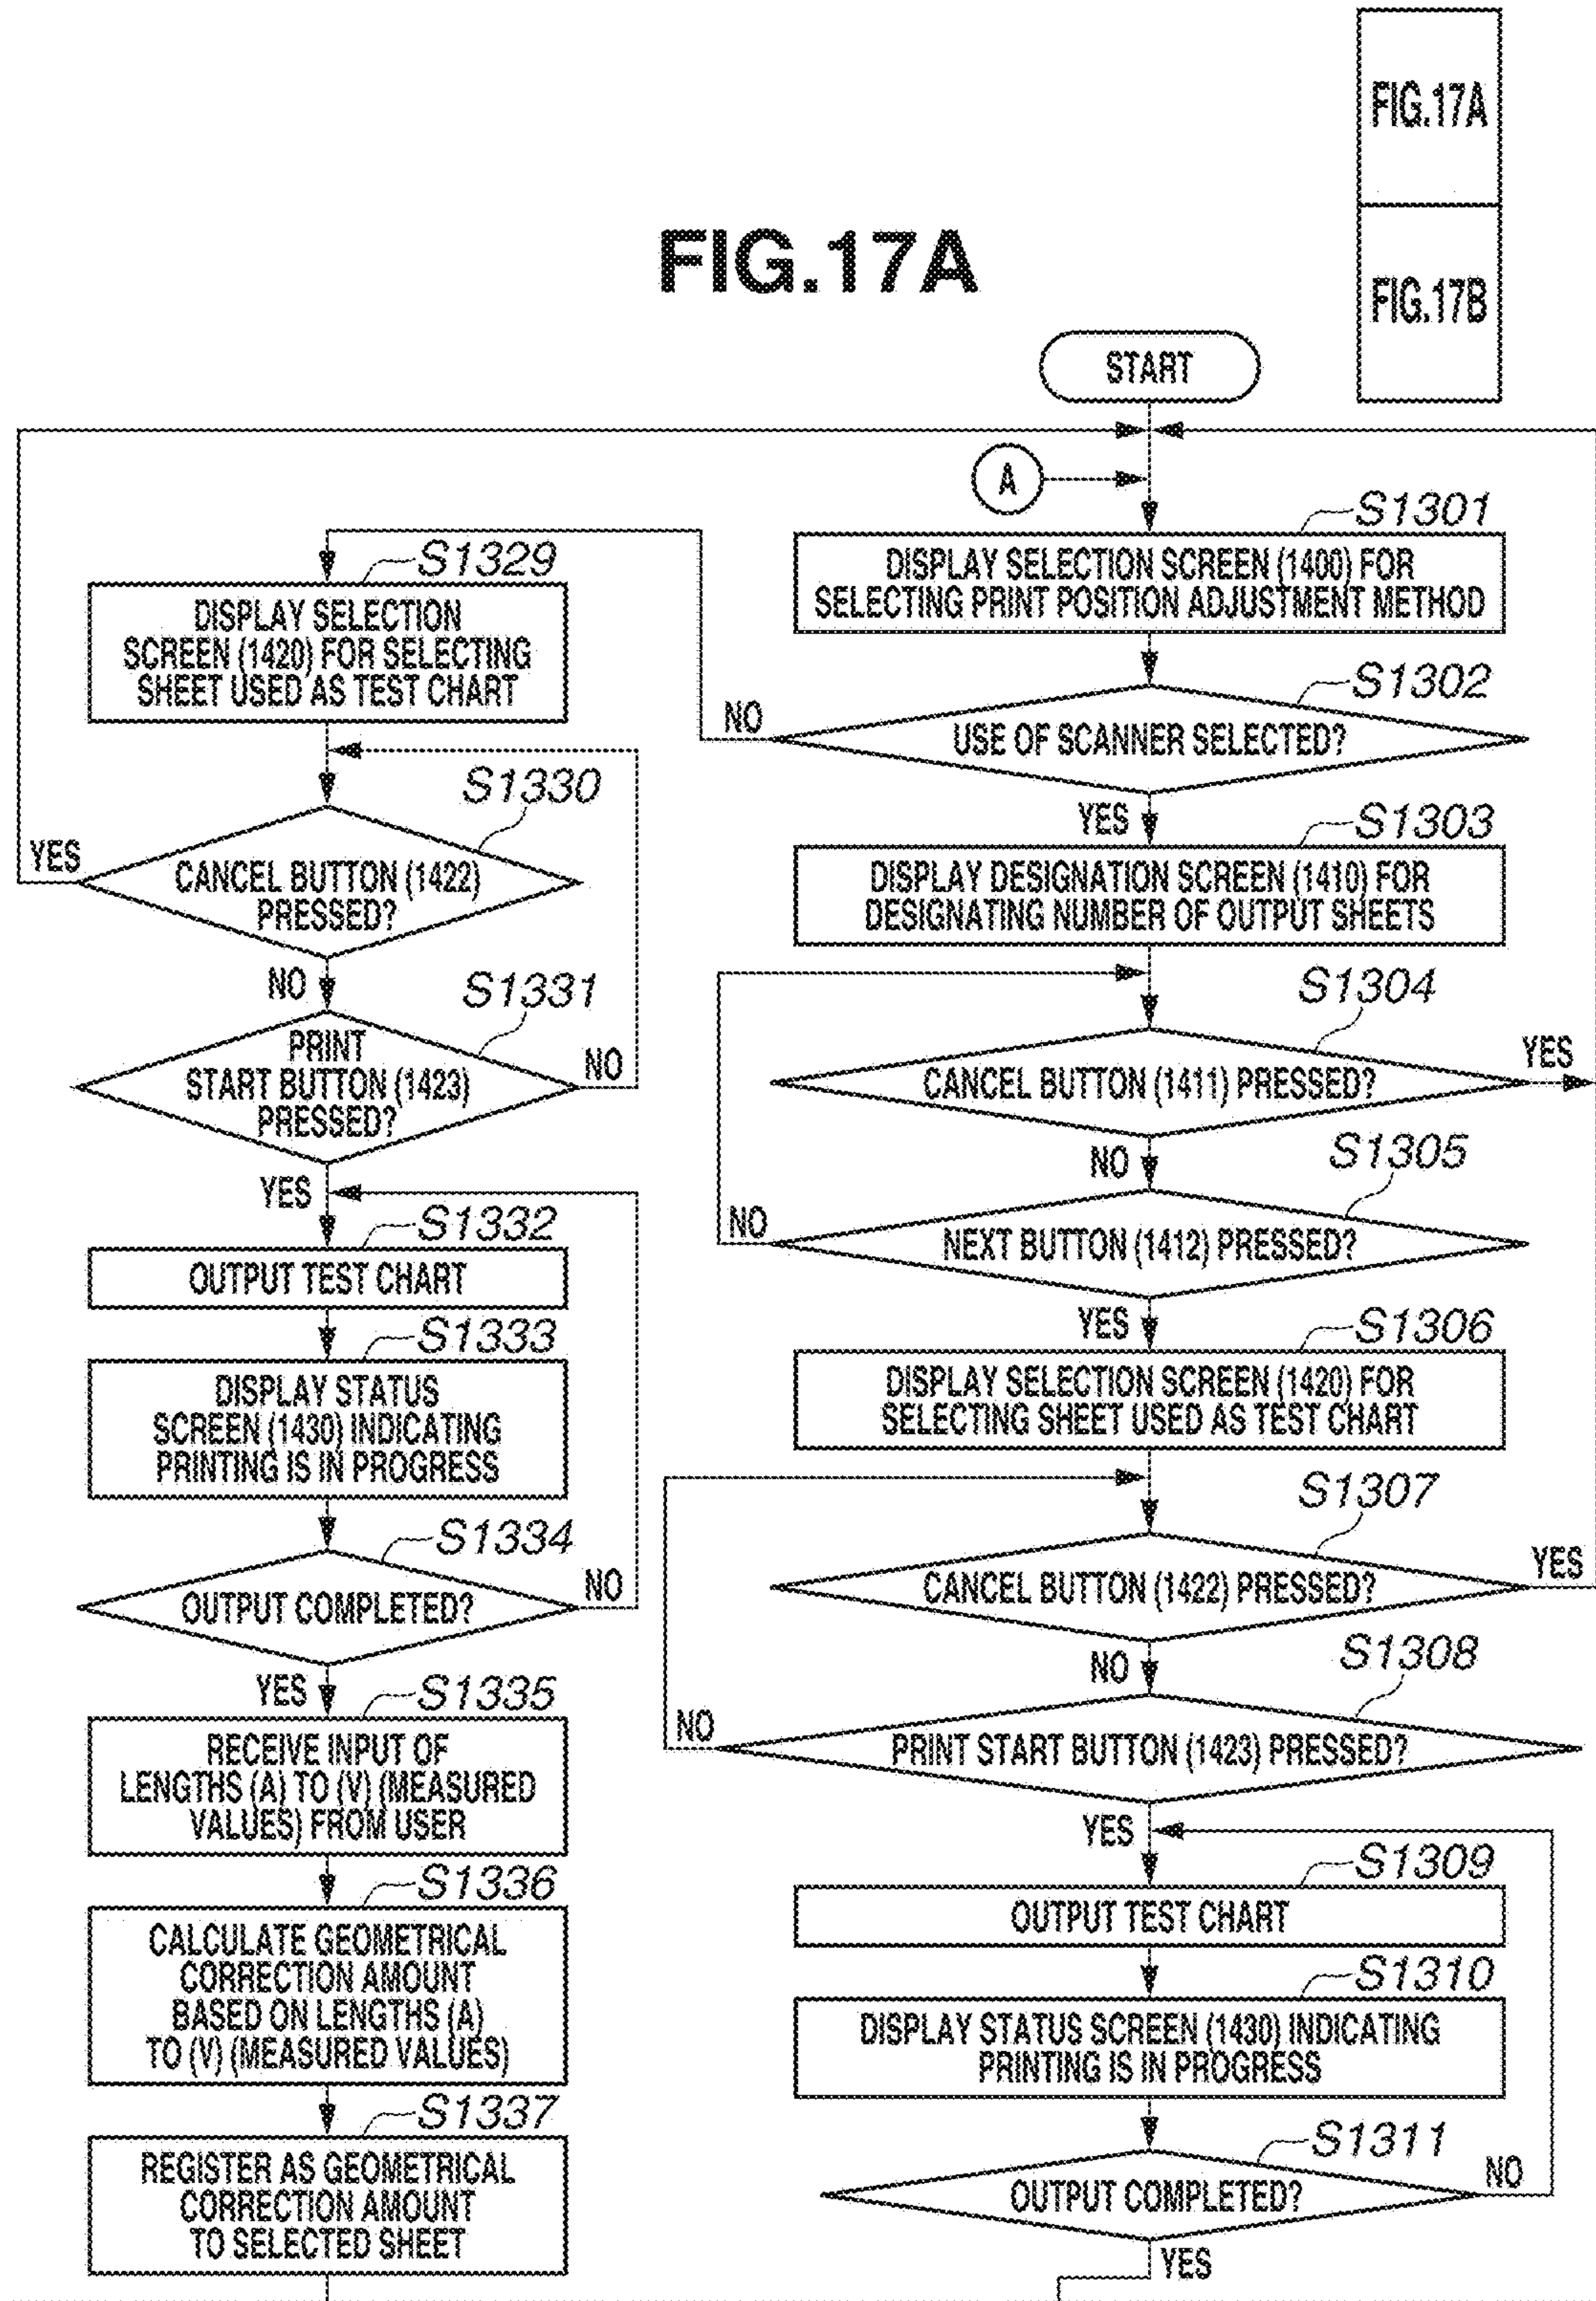 FIG.17A
FIG.17B
FIG.17A
START
A
S1301
DISPLAY SELECTION SCREEN (1400) FOR
SELECTING PRINT POSITION ADJUSTMENT METHOD
S1302
USE OF SCANNER SELECTED?
NO
YES
S1303
DISPLAY DESIGNATION SCREEN (1410) FOR
DESIGNATING NUMBER OF OUTPUT SHEETS
S1304
CANCEL BUTTON (1411) PRESSED?
YES
NO
S1305
NEXT BUTTON (1412) PRESSED?
NO
YES
S1306
DISPLAY SELECTION SCREEN (1420) FOR
SELECTING SHEET USED AS TEST CHART
S1307
CANCEL BUTTON (1422) PRESSED?
YES
NO
S1308
PRINT START BUTTON (1423) PRESSED?
NO
YES
S1309
OUTPUT TEST CHART
S1310
DISPLAY STATUS SCREEN (1430) INDICATING
PRINTING IS IN PROGRESS
S1311
OUTPUT COMPLETED?
NO
YES
S1329
DISPLAY SELECTION
SCREEN (1420) FOR SELECTING
SHEET USED AS TEST CHART
S1330
CANCEL BUTTON (1422)
PRESSED?
YES
NO
S1331
PRINT
START BUTTON (1423)
PRESSED?
NO
YES
S1332
OUTPUT TEST CHART
S1333
DISPLAY STATUS
SCREEN (1430) INDICATING
PRINTING IS IN PROGRESS
S1334
OUTPUT COMPLETED?
NO
YES
S1335
RECEIVE INPUT OF
LENGTHS (A) TO (V) (MEASURED
VALUES) FROM USER
S1336
CALCULATE GEOMETRICAL
CORRECTION AMOUNT
BASED ON LENGTHS (A)
TO (V) (MEASURED VALUES)
S1337
REGISTER AS GEOMETRICAL
CORRECTION AMOUNT
TO SELECTED SHEET